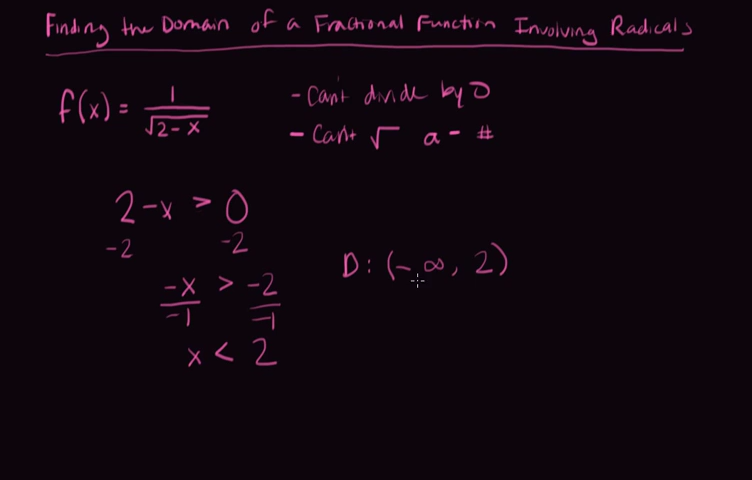 Finding the Domain of a Fractional Function Involving Radicals
f(x) = 1/√2-x
- Can't divide by 0
- Can't √ a - #
2-x > 0
-2 -2
-x > -2
-1 -1
x < 2
D: (-∞, 2)